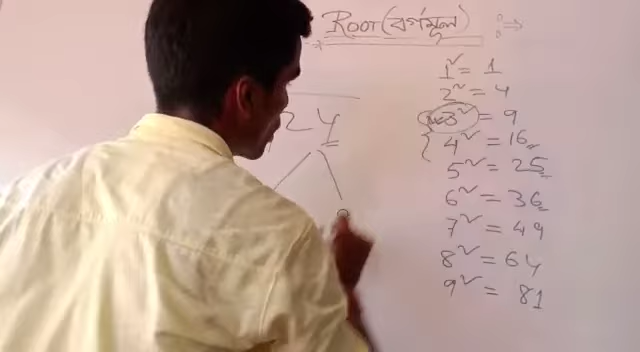 Root (বর্গমূল) :⇒
1² = 1
2² = 4
3² = 9
4² = 16
5² = 25
6² = 36
7² = 49
8² = 64
9² = 81
24